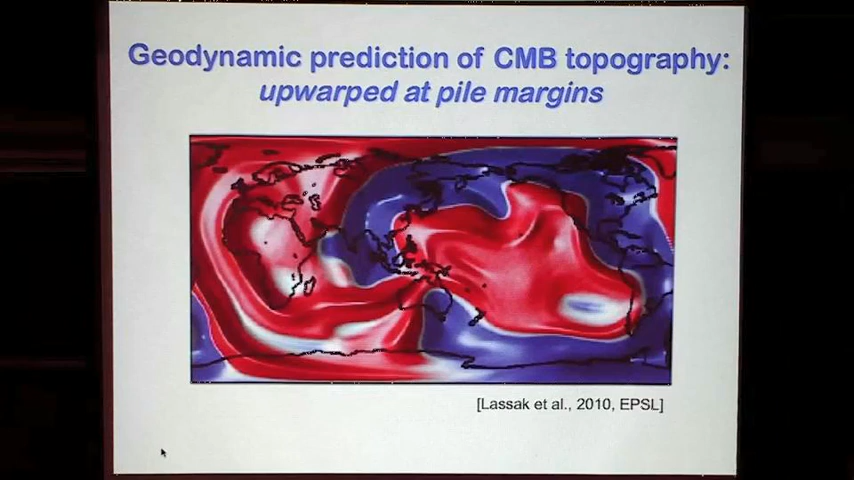 Geodynamic prediction of CMB topography:
upwarped at pile margins
[Lassak et al., 2010, EPSL]